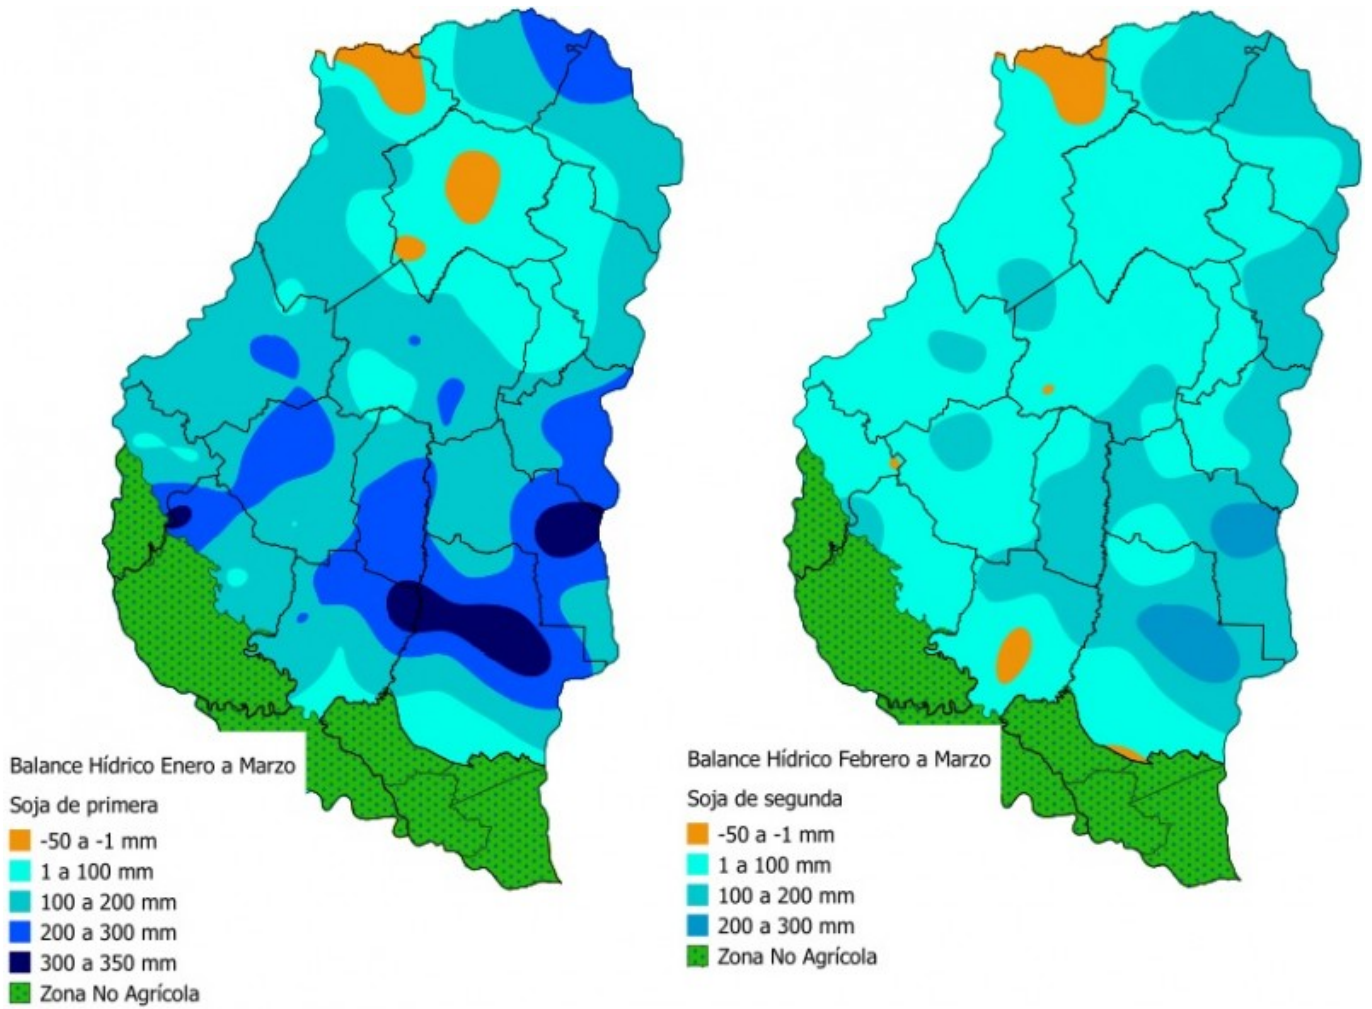 Balance Hídrico Enero a Marzo
Soja de primera
-50 a -1 mm
1 a 100 mm
100 a 200 mm
200 a 300 mm
300 a 350 mm
Zona No Agrícola
Balance Hídrico Febrero a Marzo
Soja de segunda
-50 a -1 mm
1 a 100 mm
100 a 200 mm
200 a 300 mm
Zona No Agrícola